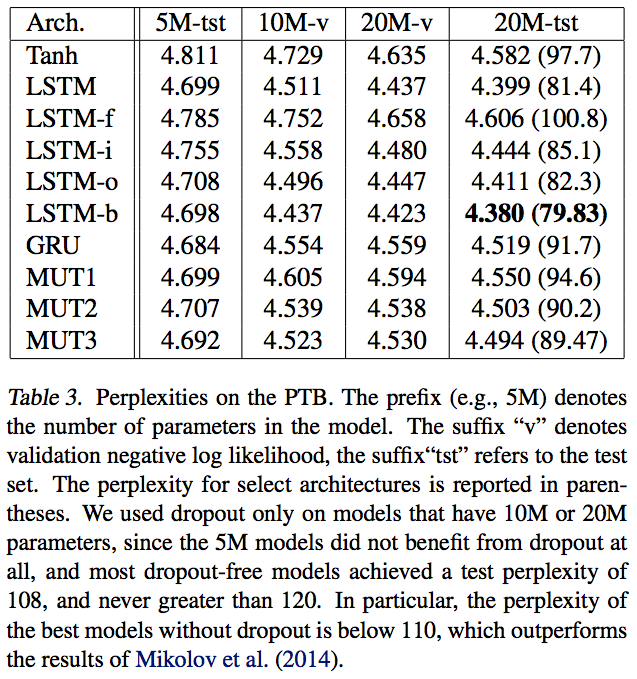 Arch. 5M-tst 10M-v 20M-v 20M-tst
Tanh 4.811 4.729 4.635 4.582 (97.7)
LSTM 4.699 4.511 4.437 4.399 (81.4)
LSTM-f 4.785 4.752 4.658 4.606 (100.8)
LSTM-i 4.755 4.558 4.480 4.444 (85.1)
LSTM-o 4.708 4.496 4.447 4.411 (82.3)
LSTM-b 4.698 4.437 4.423 4.380 (79.83)
GRU 4.684 4.554 4.559 4.519 (91.7)
MUT1 4.699 4.605 4.594 4.550 (94.6)
MUT2 4.707 4.539 4.538 4.503 (90.2)
MUT3 4.692 4.523 4.530 4.494 (89.47)
Table 3. Perplexities on the PTB. The prefix (e.g., 5M) denotes
the number of parameters in the model. The suffix “v” denotes
validation negative log likelihood, the suffix“tst” refers to the test
set. The perplexity for select architectures is reported in paren-
theses. We used dropout only on models that have 10M or 20M
parameters, since the 5M models did not benefit from dropout at
all, and most dropout-free models achieved a test perplexity of
108, and never greater than 120. In particular, the perplexity of
the best models without dropout is below 110, which outperforms
the results of Mikolov et al. (2014).